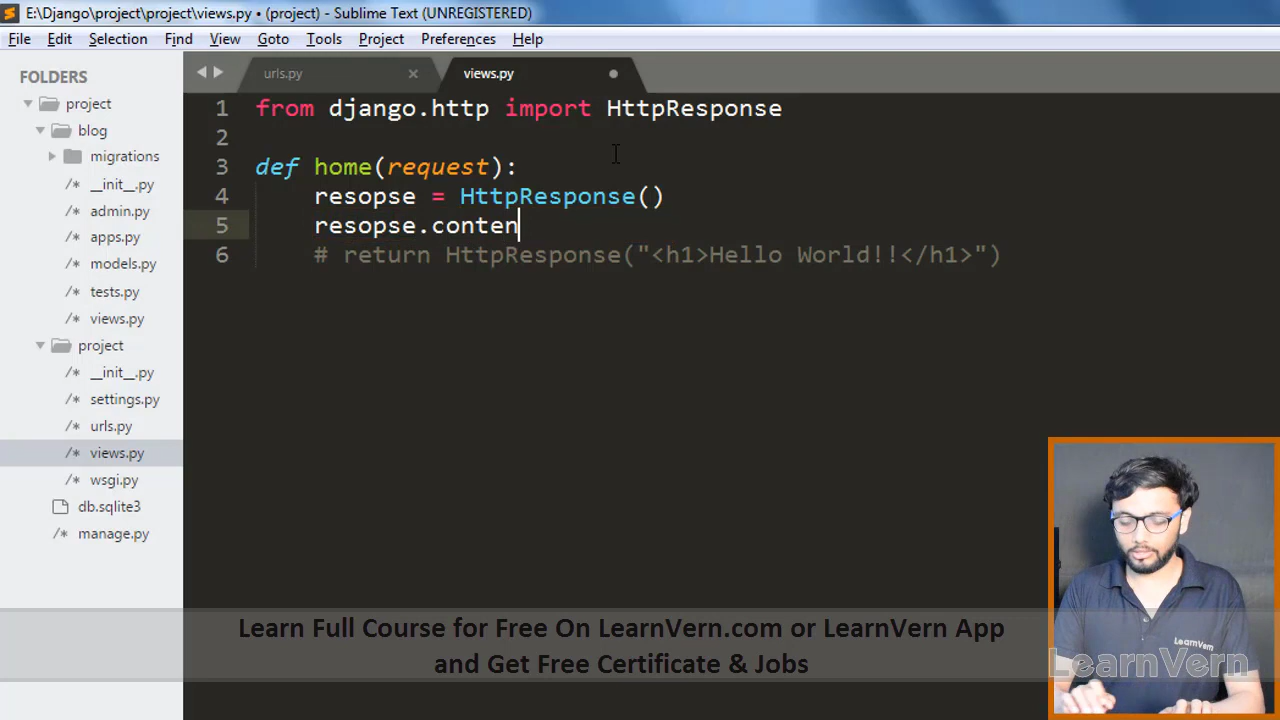 E:\Django\project\project\views.py • (project) - Sublime Text (UNREGISTERED)
File Edit Selection Find View Goto Tools Project Preferences Help
FOLDERS
project
blog
migrations
/* __init__.py
/* admin.py
/* apps.py
/* models.py
/* tests.py
/* views.py
project
/* __init__.py
/* settings.py
/* urls.py
/* views.py
/* wsgi.py
db.sqlite3
/* manage.py
urls.py × views.py
1 from django.http import HttpResponse
2
3 def home(request):
4 resopse = HttpResponse()
5 resopse.conten
6 # return HttpResponse("<h1>Hello World!!</h1>")
Learn Full Course for Free On LearnVern.com or LearnVern App
and Get Free Certificate & Jobs
LearnVern
LearnVern